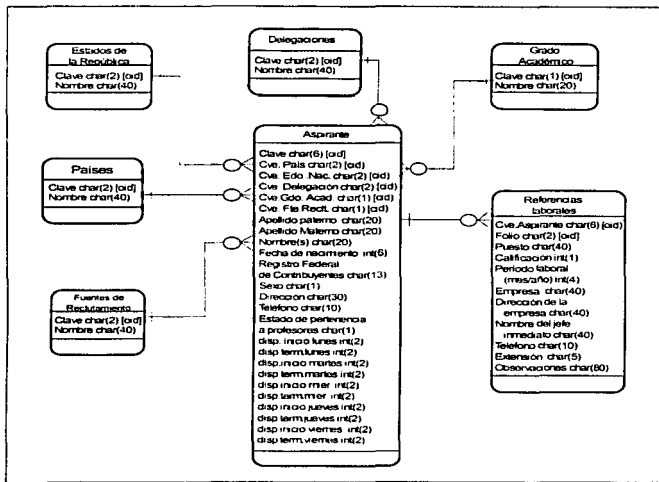 Estados de
la República
Clave char(2) [oid]
Nombre char(40)
Delegaciones
Clave char(2) [oid]
Nombre char(40)
Grado
Académico
Clave char(1) [oid]
Nombre char(20)
Países
Clave char(2) [oid]
Nombre char(40)
Fuentes de
Reclutamiento
Clave char(2) [oid]
Nombre char(40)
Aspirante
Clave char(6) [oid]
Cve. País char(2) [oid]
Cve. Edo. Nac. char(2) [oid]
Cve. Delegación char(2) [oid]
Cve.Gdo. Acad. char(1) [oid]
Cve. Fte Rectt. char(1) [oid]
Apellido paterno char(20)
Apellido Materno char(20)
Nombre(s) char(20)
Fecha de nacimiento int(6)
Registro Federal
de Contribuyentes char(13)
Sexo char(1)
Dirección char(30)
Teléfono char(10)
Estado de pertenencia
a profesores char(1)
disp. inicio lunes int(2)
disp term.lunes int(2)
disp inicio martes int(2)
disp term.martes int(2)
disp inicio mier int(2)
disp term.mier int(2)
disp inicio jueves int(2)
disp term.jueves int(2)
disp inicio viernes int(2)
disp term.viernes int(2)
Referencias
laborales
Cve.Aspirante char(6) [oid]
Folio char(2) [oid]
Puesto char(40)
Calificación int(1)
Período laboral
(mes/año) int(4)
Empresa char(40)
Dirección de la
empresa char(40)
Nombre del jefe
inmediato char(40)
Teléfono char(10)
Extensión char(5)
Observaciones char(80)